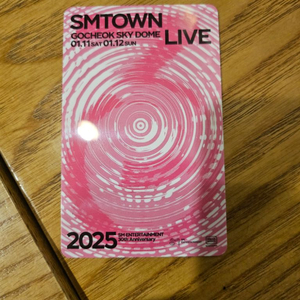 SMTOWN
GOCHEOK SKY DOME
01.11 SAT 01.12 SUN
LIVE
2025
SM ENTERTAINMENT
30th Anniversary